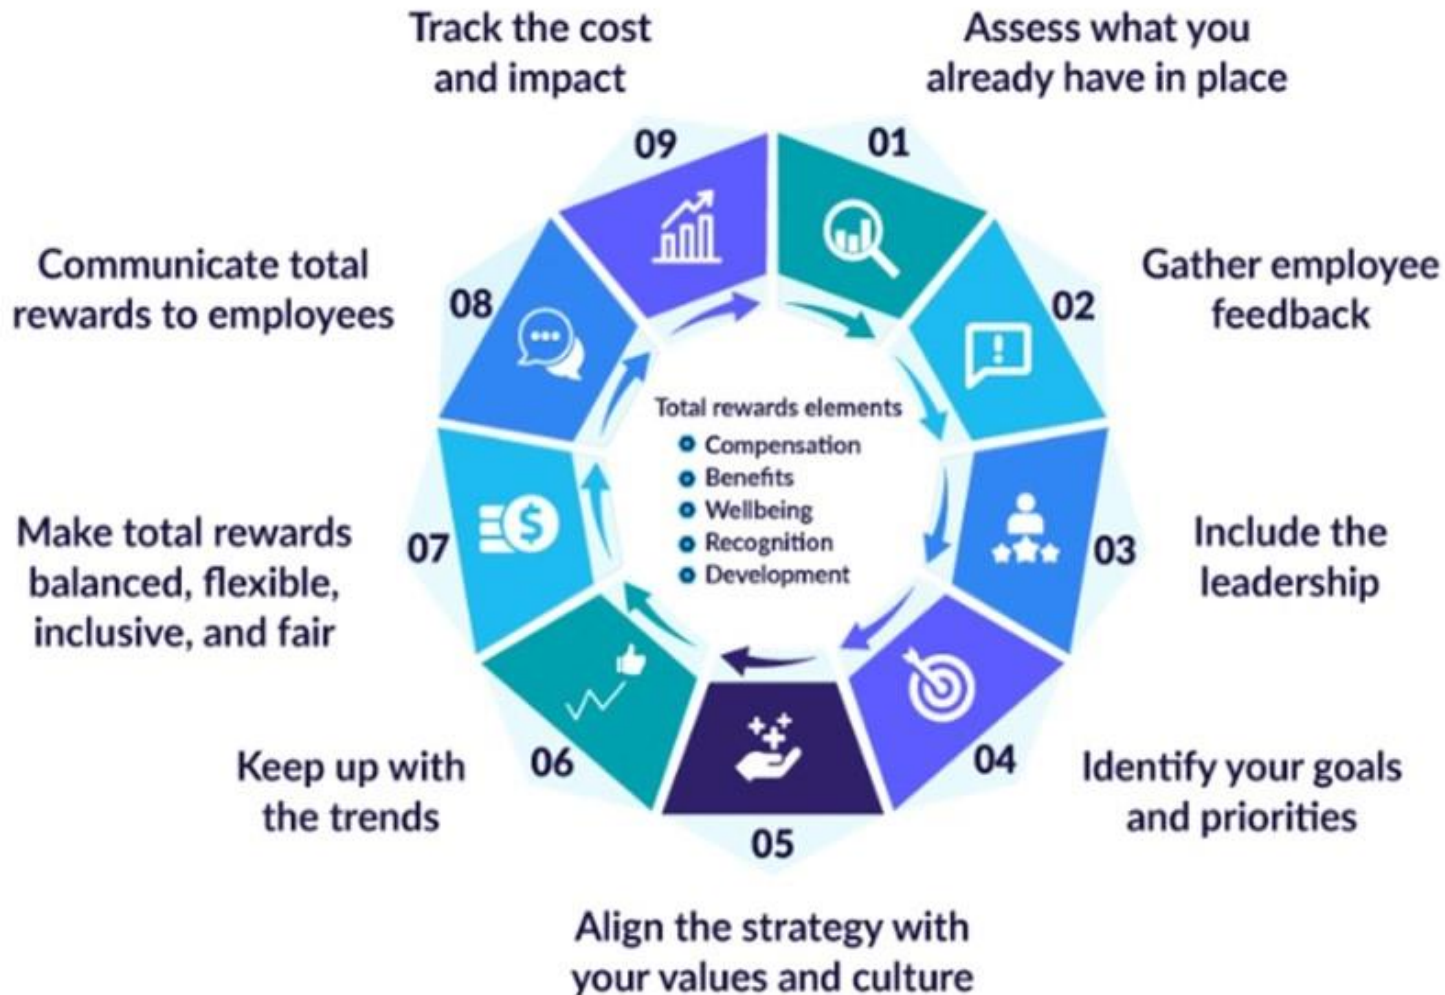 Track the cost
and impact
09
Assess what you
already have in place
01
Gather employee
feedback
02
Include the
leadership
03
Identify your goals
and priorities
04
Align the strategy with
your values and culture
05
Keep up with
the trends
06
Make total rewards
balanced, flexible,
inclusive, and fair
07
Communicate total
rewards to employees
08
Total rewards elements
Compensation
Benefits
Wellbeing
Recognition
Development